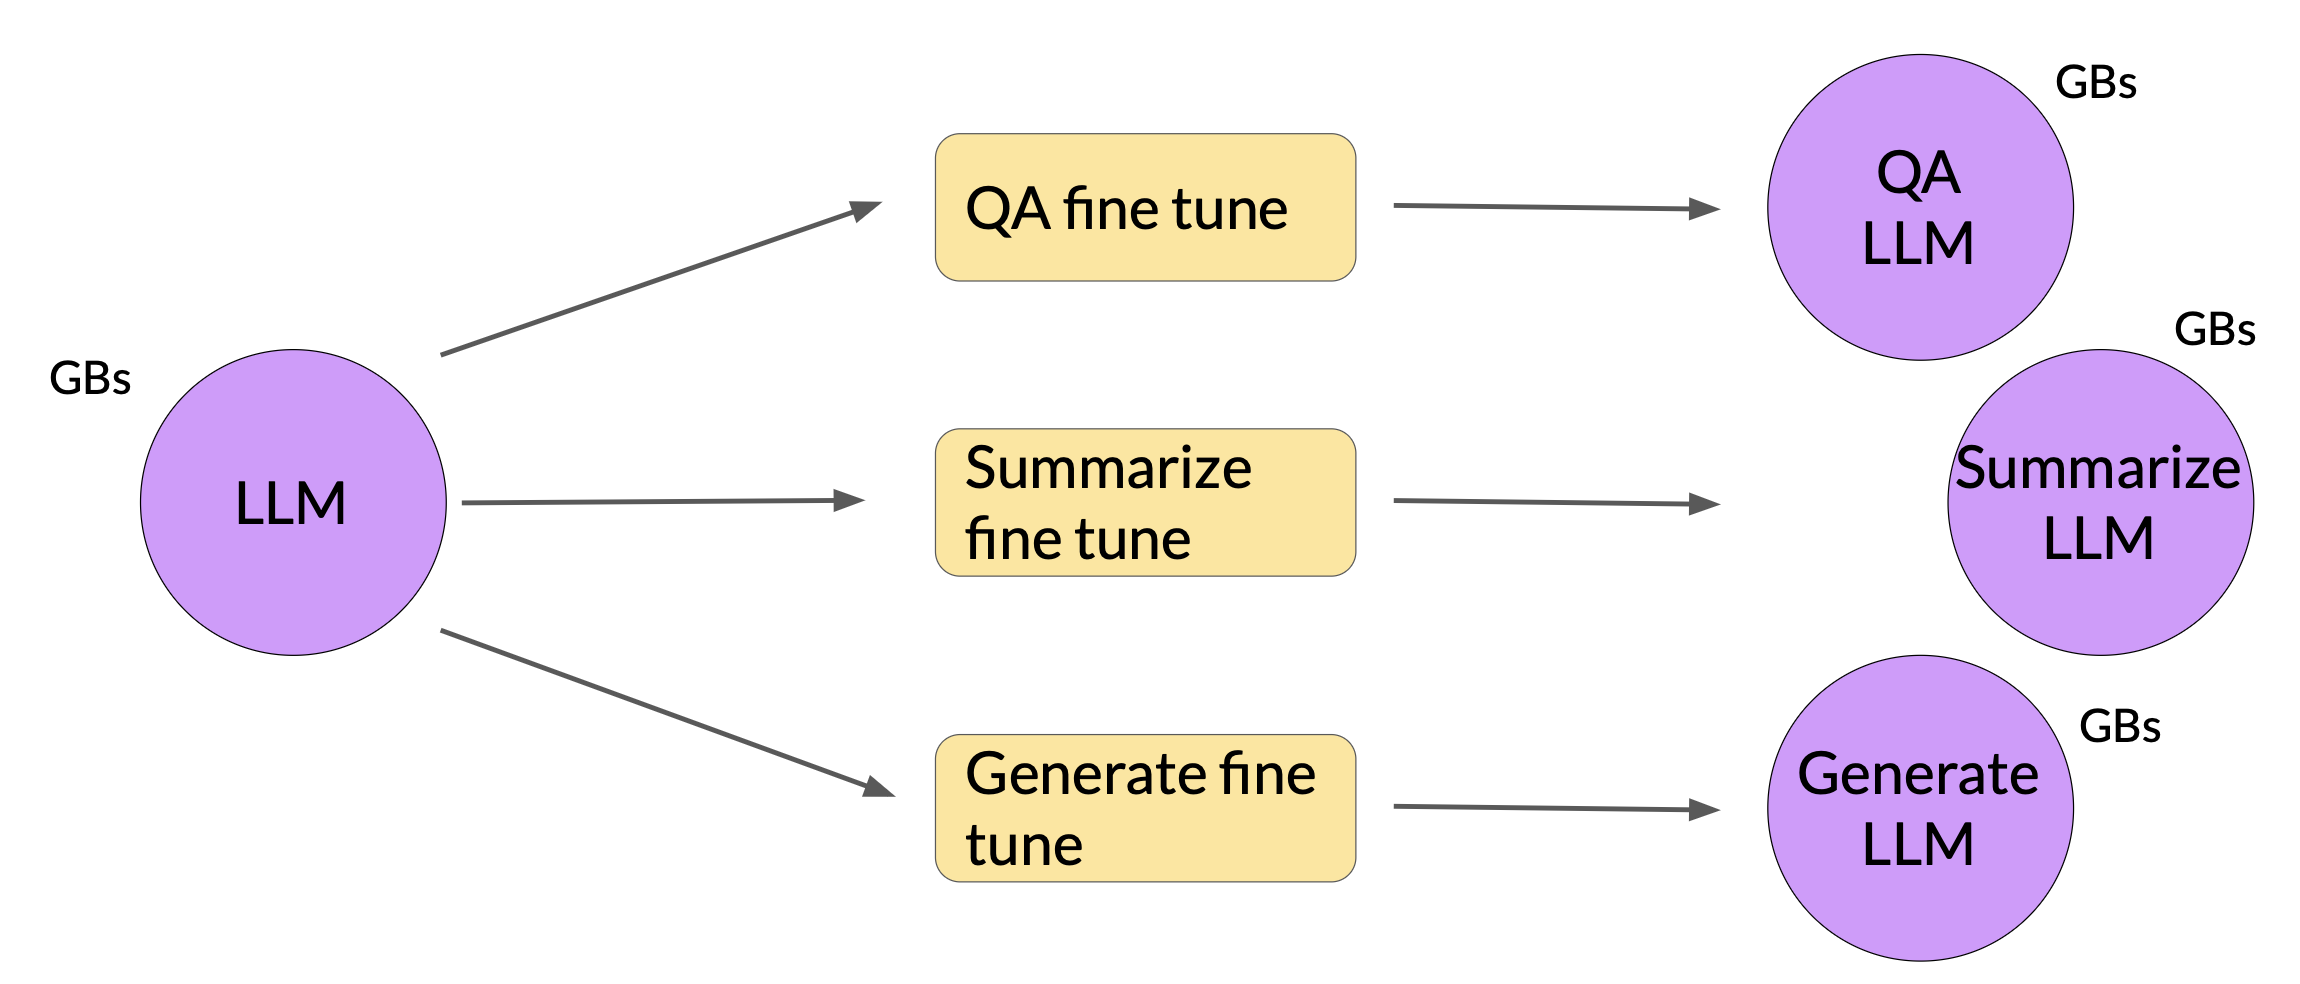 GBs
LLM
QA fine tune
Summarize
fine tune
Generate fine
tune
GBs
QA
LLM
GBs
Summarize
LLM
GBs
Generate
LLM